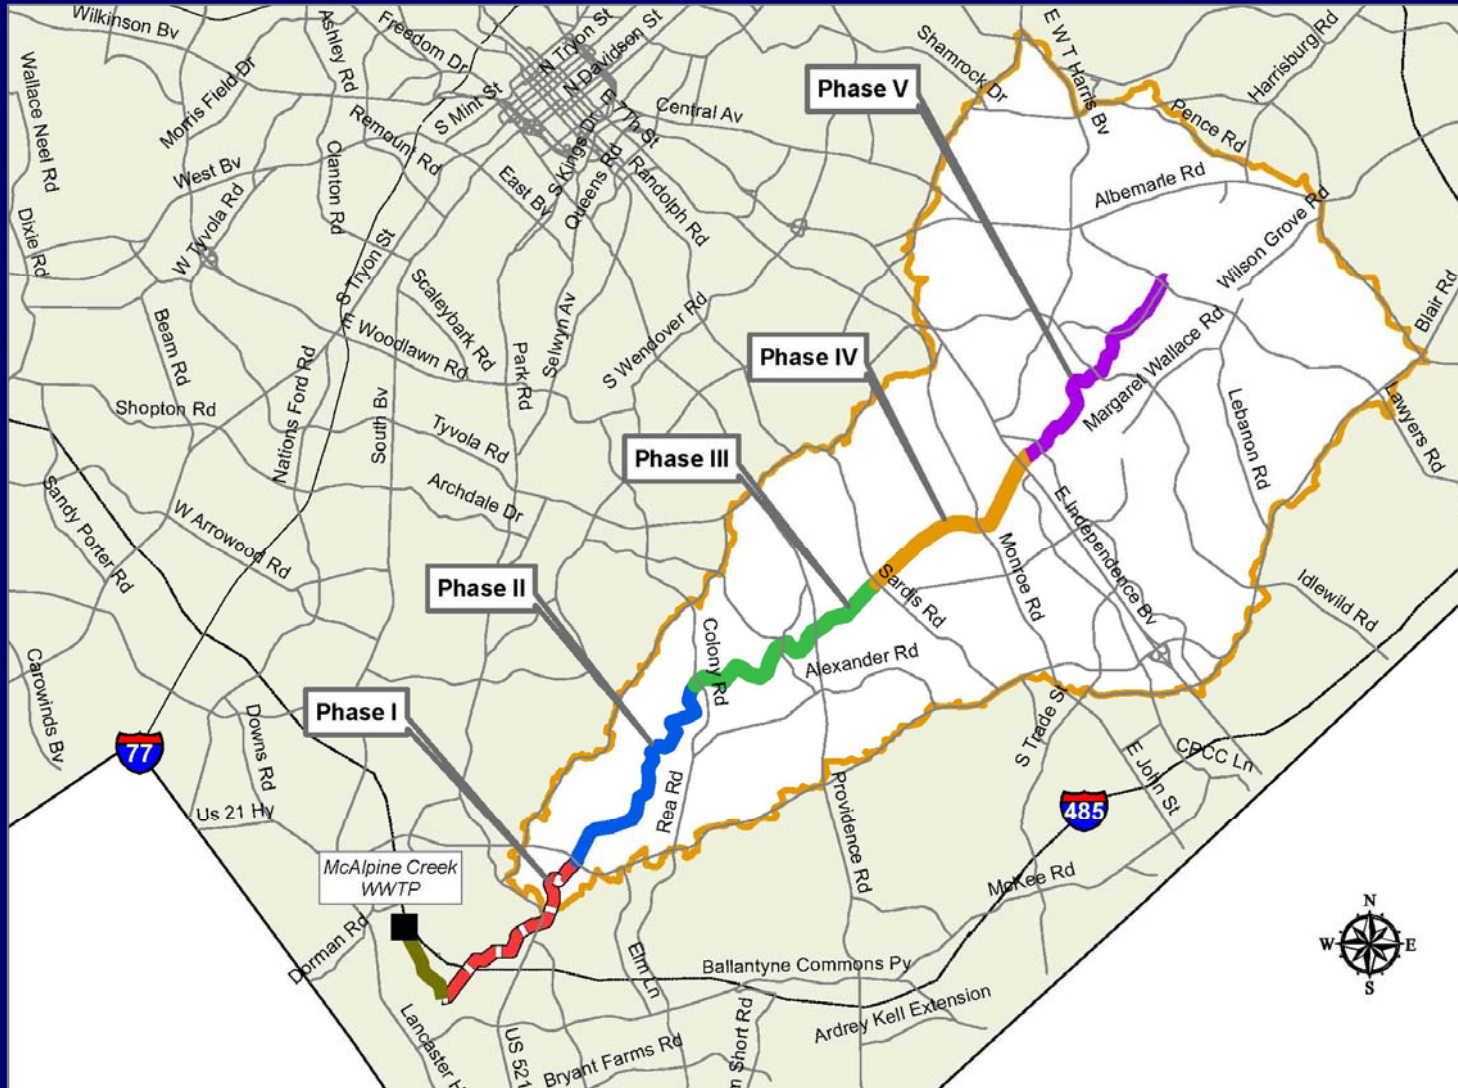 Wilkinson Bv
Ashley Rd
Freedom Dr
N Tryon St
N Davidson St
Shamrock Dr
E W T Harris Bv
Harrisburg Rd
Wallace Neel Rd
Morris Field Dr
S Mint St
E 7Th St
Central Av
Phase V
Pence Rd
Remount Rd
West Bv
Clanton Rd
East Bv
S Kings Dr
Queens Rd
Randolph Rd
Albemarle Rd
Dixie Rd
W Tyvola Rd
S Tryon St
Wilson Grove Rd
Scaleybark Rd
Selwyn Av
S Wendover Rd
Blair Rd
Beam Rd
E Woodlawn Rd
Park Rd
Phase IV
Margaret Wallace Rd
Shopton Rd
Nations Ford Rd
South Bv
Tyvola Rd
Phase III
Lebanon Rd
Lawyers Rd
Sandy Porter Rd
W Arrowood Rd
Archdale Dr
E Independence Bv
Monroe Rd
Phase II
Sardis Rd
Idlewild Rd
Colony Rd
Alexander Rd
Carowinds Bv
Downs Rd
Phase I
S Trade St
77
E John St
CPCC Ln
Us 21 Hy
Rea Rd
Providence Rd
485
McAlpine Creek
WWTP
McKee Rd
N
W E
S
Dorman Rd
Elm Ln
Ballantyne Commons Py
Ardrey Kell Extension
Lancaster H
US 521
Bryant Farms Rd
m Short Rd